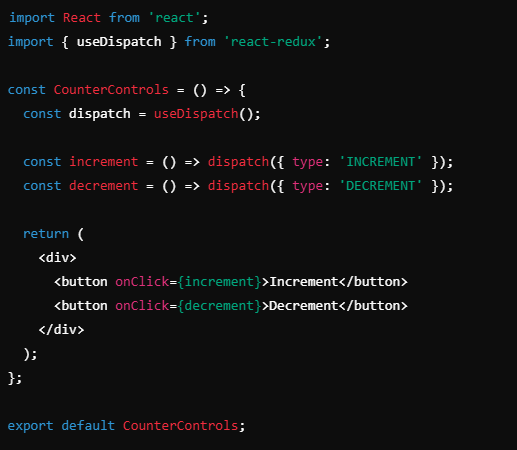 import React from 'react';
import { useDispatch } from 'react-redux';

const CounterControls = () => {
  const dispatch = useDispatch();

  const increment = () => dispatch({ type: 'INCREMENT' });
  const decrement = () => dispatch({ type: 'DECREMENT' });

  return (
    <div>
      <button onClick={increment}>Increment</button>
      <button onClick={decrement}>Decrement</button>
    </div>
  );
};

export default CounterControls;